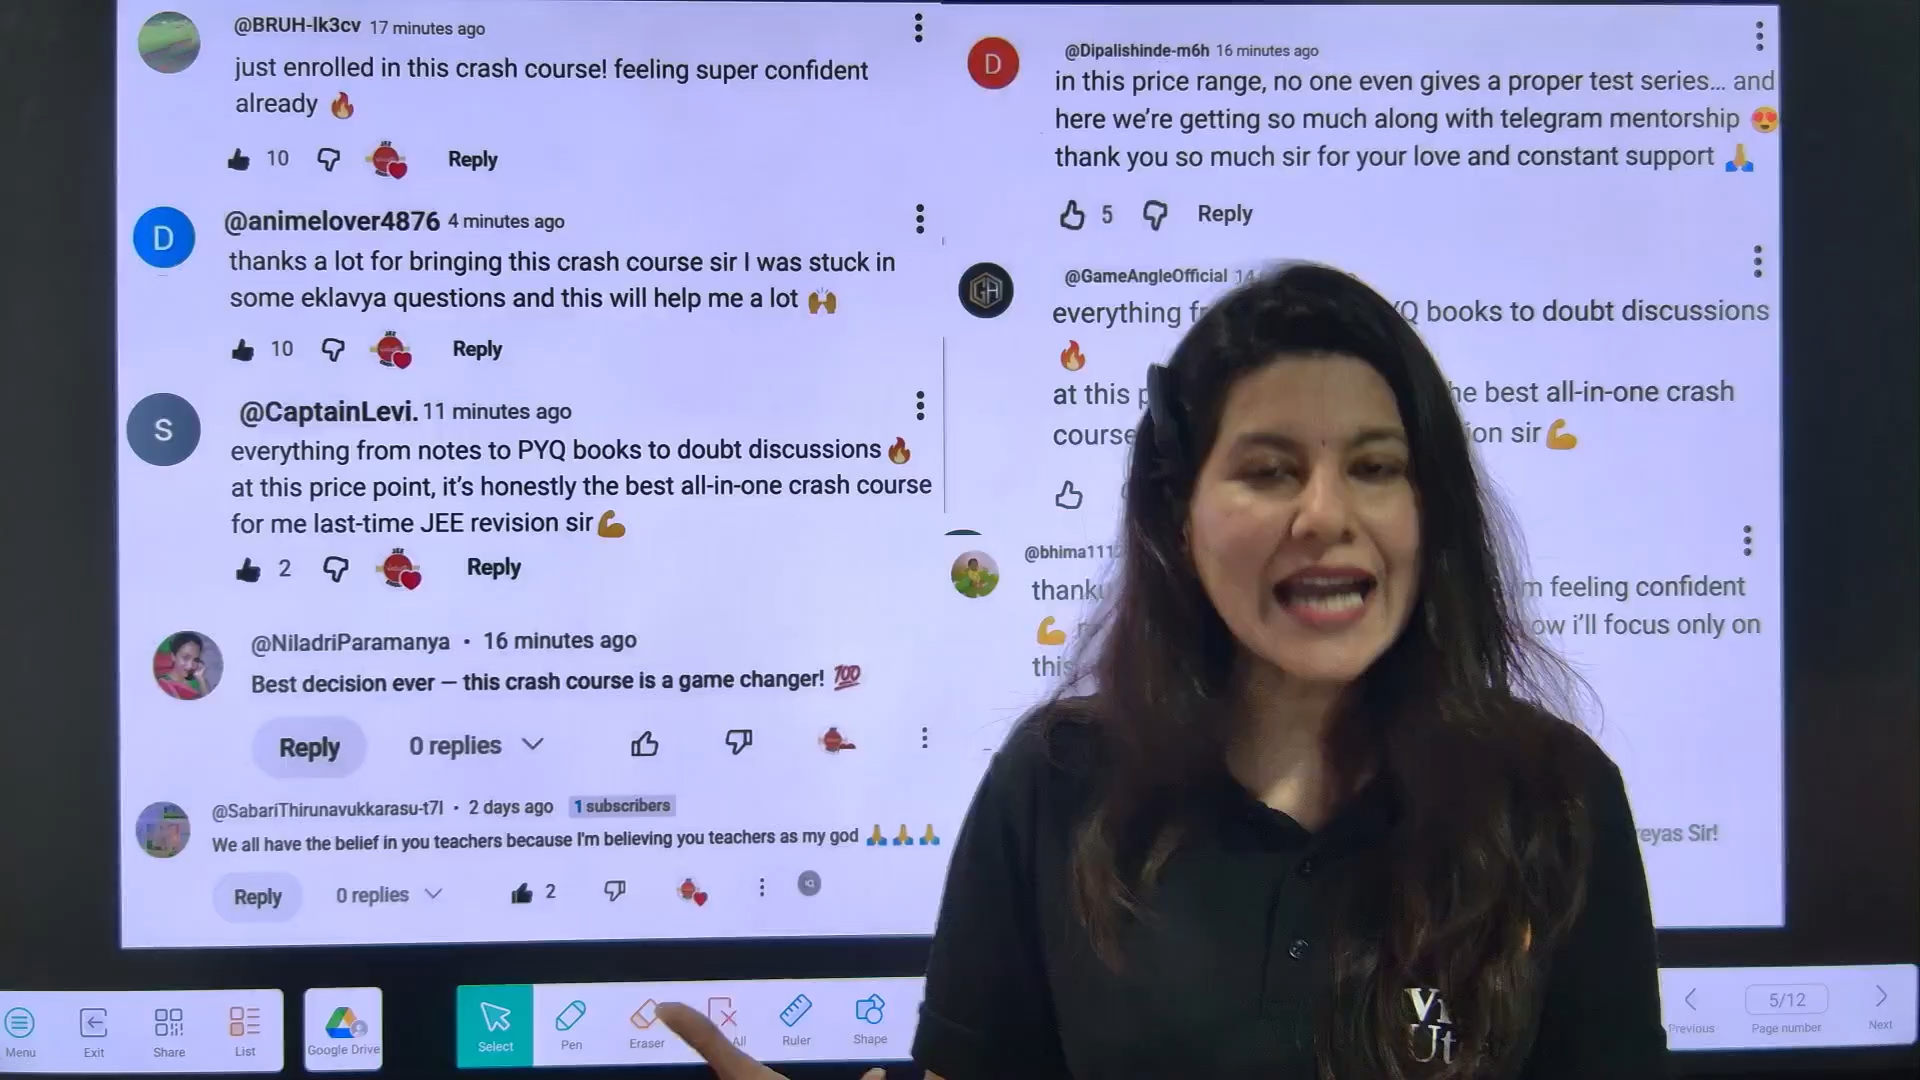 @BRUH-lk3cv 17 minutes ago
just enrolled in this crash course! feeling super confident
already 🔥
10
Reply
@animelover4876 4 minutes ago
D
thanks a lot for bringing this crash course sir I was stuck in
some eklavya questions and this will help me a lot 🙌
10
Reply
@CaptainLevi. 11 minutes ago
S
everything from notes to PYQ books to doubt discussions 🔥
at this price point, it's honestly the best all-in-one crash course
for me last-time JEE revision sir 💪
2
Reply
@NiladriParamanya • 16 minutes ago
Best decision ever – this crash course is a game changer! 💯
Reply
0 replies
@SabariThirunavukkarasu-t7l • 2 days ago 1 subscribers
We all have the belief in you teachers because I'm believing you teachers as my god 🙏🙏🙏
Reply
0 replies
2
@Dipalishinde-m6h 16 minutes ago
D
in this price range, no one even gives a proper test series... and
here we're getting so much along with telegram mentorship 😍
thank you so much sir for your love and constant support 🙏
5
Reply
@GameAngleOfficial 14
GA
everything Q books to doubt discussions
🔥
at this best all-in-one crash
course sir 💪
@bhima111
feeling confident
💪 i'll focus only on
this
Sir!
Menu
Exit
Share
List
Google Drive
Select
Pen
Eraser
All
Ruler
Shape
Previous
5/12
Page number
Next
Ut